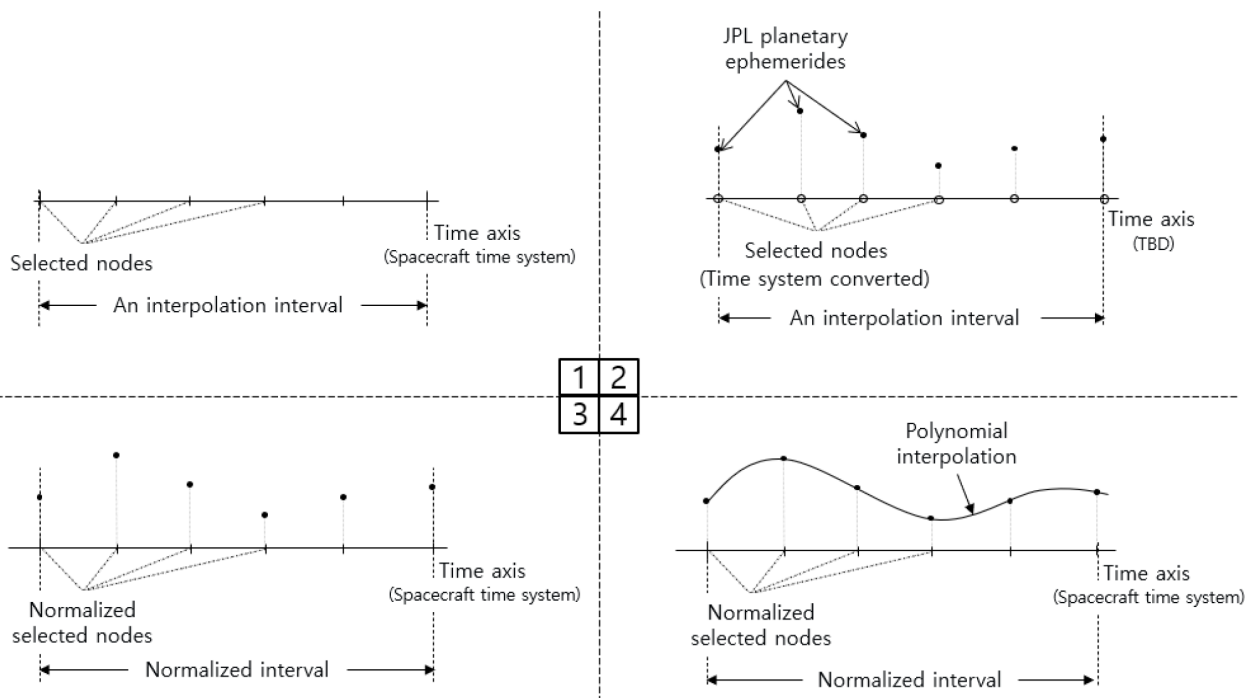 Time axis
(Spacecraft time system)
Selected nodes
An interpolation interval
JPL planetary
ephemerides
Time axis
(TBD)
Selected nodes
(Time system converted)
An interpolation interval
1 2
3 4
Time axis
(Spacecraft time system)
Normalized
selected nodes
Normalized interval
Polynomial
interpolation
Time axis
(Spacecraft time system)
Normalized
selected nodes
Normalized interval